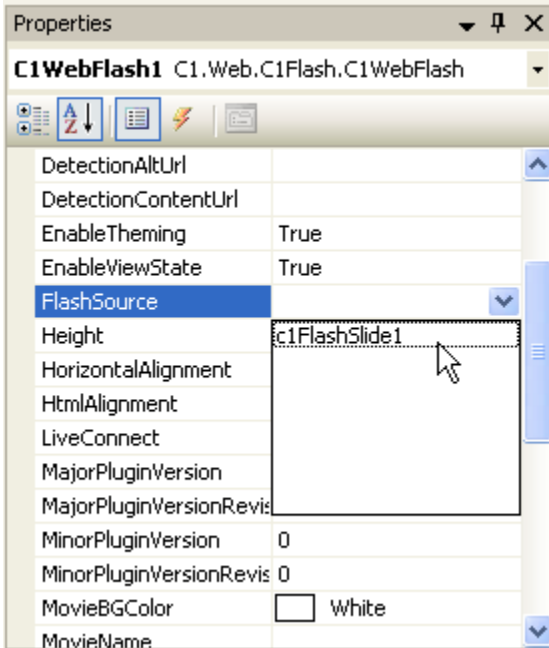 Properties
C1WebFlash1 C1.Web.C1Flash.C1WebFlash
DetectionAltUrl
DetectionContentUrl
EnableTheming True
EnableViewState True
FlashSource
Height c1FlashSlide1
HorizontalAlignment
HtmlAlignment
LiveConnect
MajorPluginVersion
MajorPluginVersionRevis
MinorPluginVersion 0
MinorPluginVersionRevis 0
MovieBGColor White
MovieName